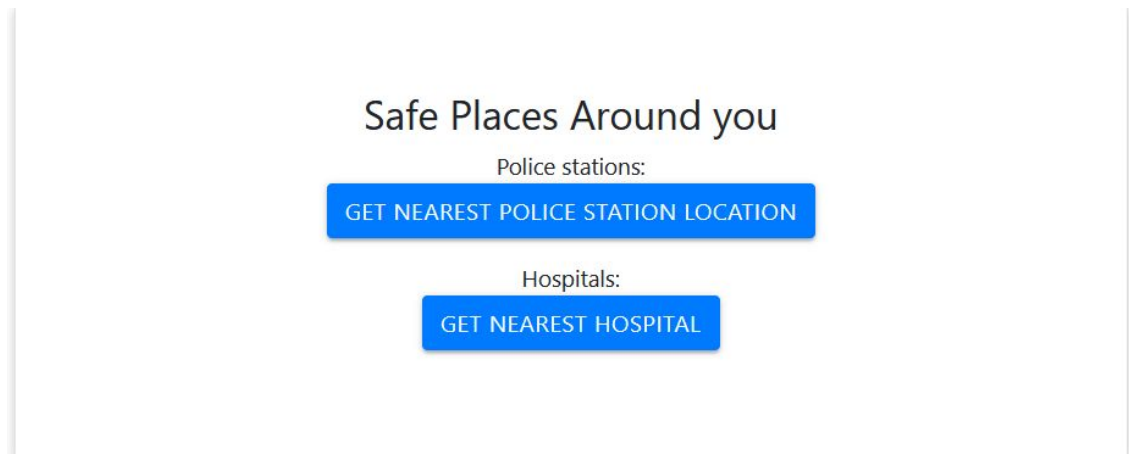 Safe Places Around you
Police stations:
GET NEAREST POLICE STATION LOCATION
Hospitals:
GET NEAREST HOSPITAL